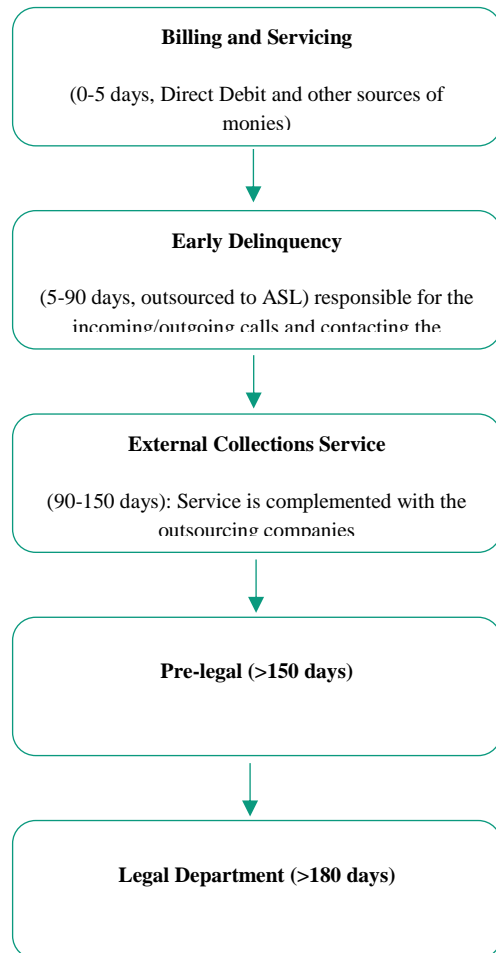 Billing and Servicing
(0-5 days, Direct Debit and other sources of
monies)
Early Delinquency
(5-90 days, outsourced to ASL) responsible for the
incoming/outgoing calls and contacting the
External Collections Service
(90-150 days): Service is complemented with the
outsourcing companies
Pre-legal (>150 days)
Legal Department (>180 days)